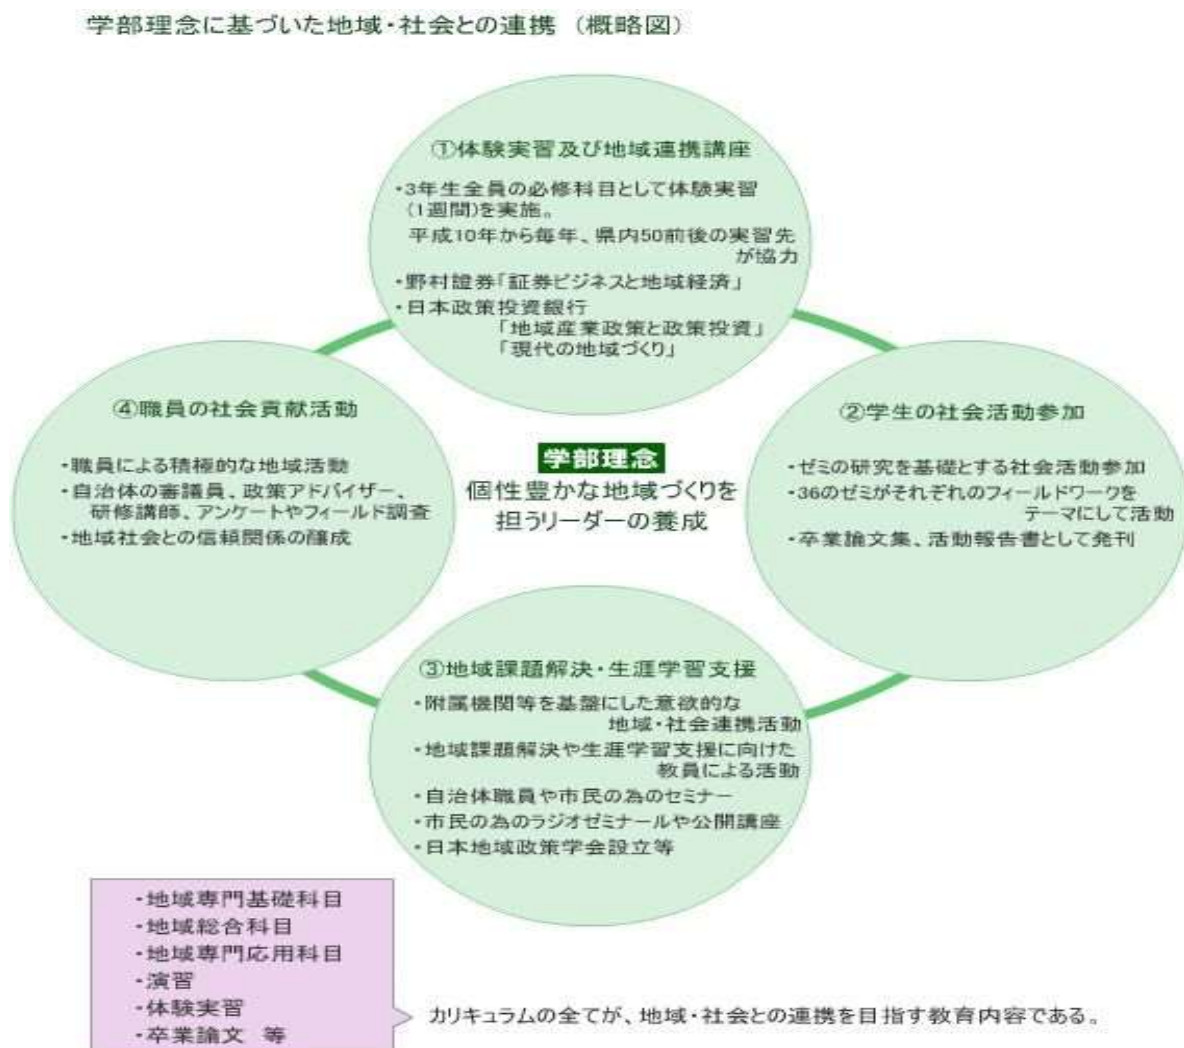 学部理念に基づいた地域・社会との連携 （概略図）
①体験実習及び地域連携講座
・3年生全員の必修科目として体験実習
（1週間）を実施。
平成10年から毎年、県内50前後の実習先
が協力
・野村證券「証券ビジネスと地域経済」
・日本政策投資銀行
「地域産業政策と政策投資」
「現代の地域づくり」
②学生の社会活動参加
・ゼミの研究を基礎とする社会活動参加
・36のゼミがそれぞれのフィールドワークを
テーマにして活動
・卒業論文集、活動報告書として発刊
③地域課題解決・生涯学習支援
・附属機関等を基盤にした意欲的な
地域・社会連携活動
・地域課題解決や生涯学習支援に向けた
教員による活動
・自治体職員や市民の為のセミナー
・市民の為のラジオゼミナールや公開講座
・日本地域政策学会設立等
④職員の社会貢献活動
・職員による積極的な地域活動
・自治体の審議員、政策アドバイザー、
研修講師、アンケートやフィールド調査
・地域社会との信頼関係の醸成
学部理念
個性豊かな地域づくりを
担うリーダーの養成
・地域専門基礎科目
・地域総合科目
・地域専門応用科目
・演習
・体験実習
・卒業論文 等
カリキュラムの全てが、地域・社会との連携を目指す教育内容である。